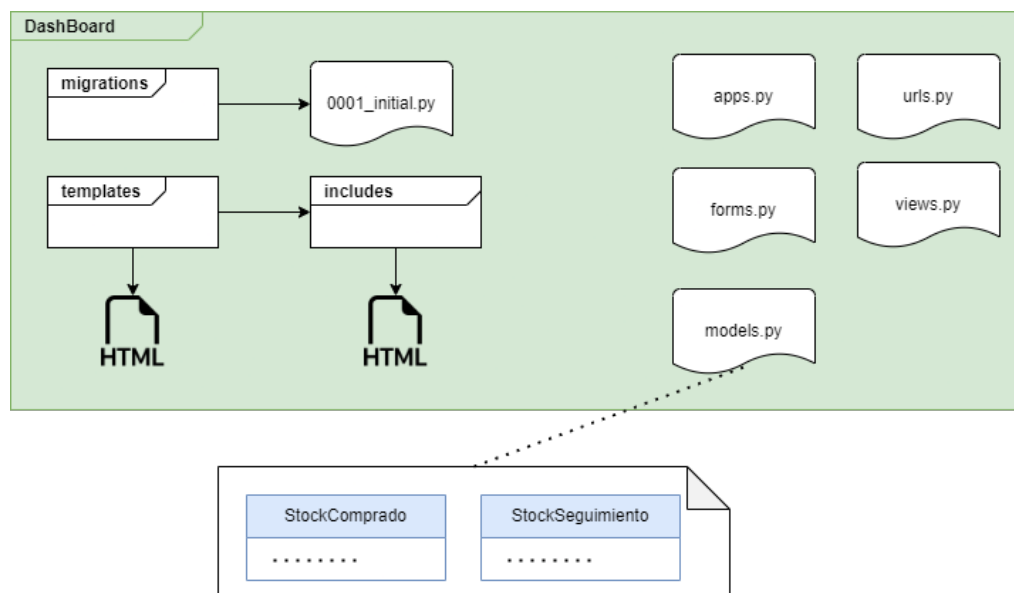 DashBoard
migrations
0001_initial.py
apps.py
urls.py
templates
includes
forms.py
views.py
HTML
HTML
models.py
StockComprado
StockSeguimiento
........
........